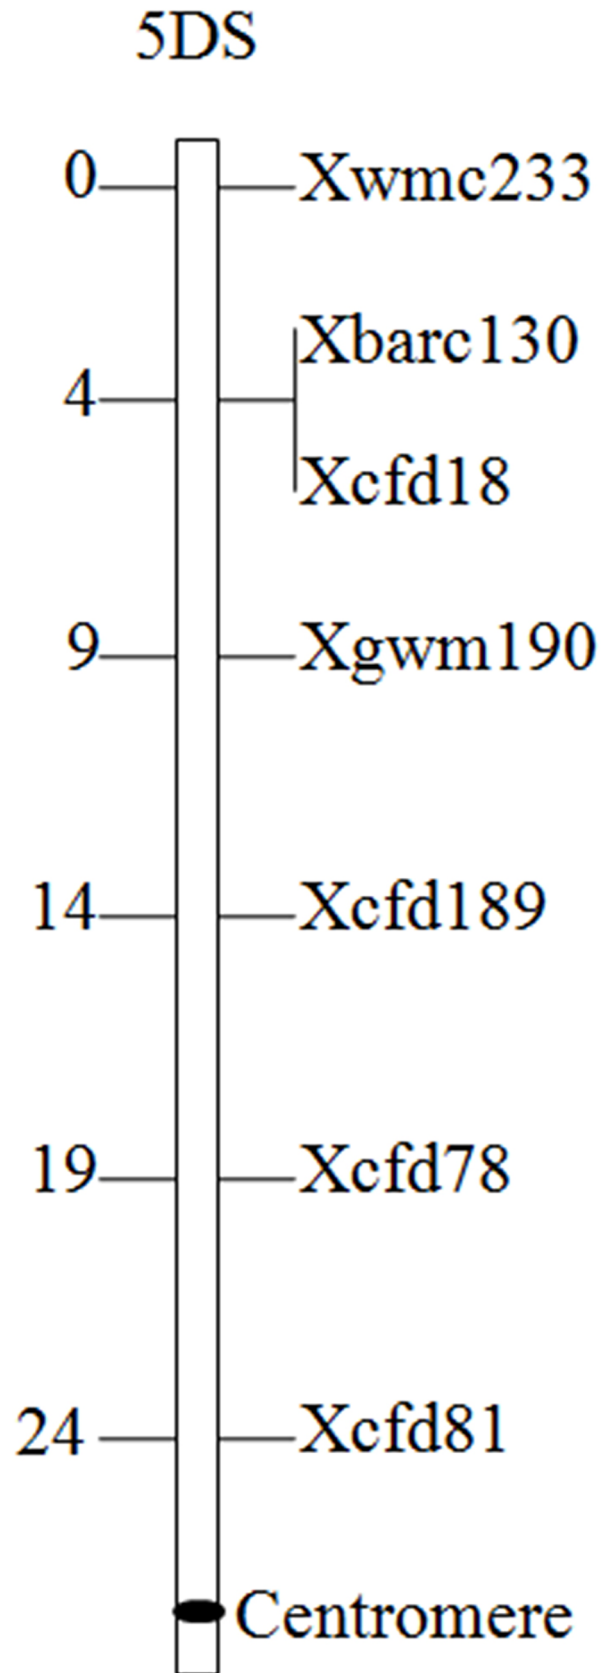 5DS
0 Xwmc233
Xbarc130
4
Xcfd18
9 Xgwm190
14 Xcfd189
19 Xcfd78
24 Xcfd81
Centromere